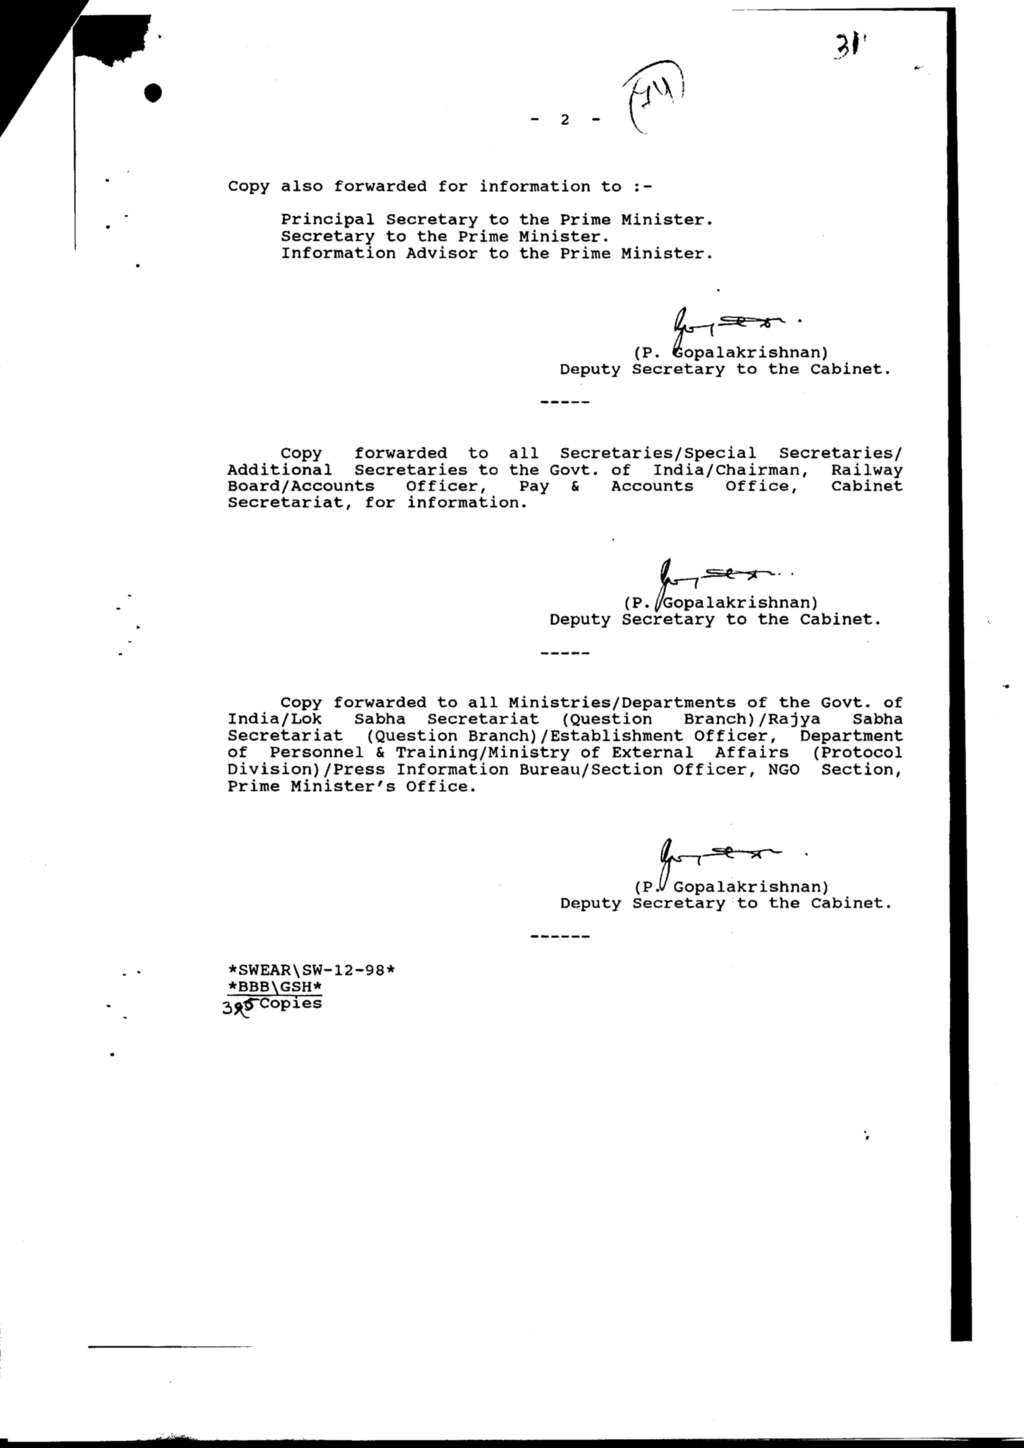 31
- 2 -
Copy also forwarded for information to :-
Principal Secretary to the Prime Minister.
Secretary to the Prime Minister.
Information Advisor to the Prime Minister.
(P. Gopalakrishnan)
Deputy Secretary to the Cabinet.
-----
Copy forwarded to all Secretaries/Special Secretaries/
Additional Secretaries to the Govt. of India/Chairman, Railway
Board/Accounts Officer, Pay & Accounts Office, Cabinet
Secretariat, for information.
(P. Gopalakrishnan)
Deputy Secretary to the Cabinet.
-----
Copy forwarded to all Ministries/Departments of the Govt. of
India/Lok Sabha Secretariat (Question Branch)/Rajya Sabha
Secretariat (Question Branch)/Establishment Officer, Department
of Personnel & Training/Ministry of External Affairs (Protocol
Division)/Press Information Bureau/Section Officer, NGO Section,
Prime Minister's Office.
(P. Gopalakrishnan)
Deputy Secretary to the Cabinet.
------
*SWEAR\SW-12-98*
*BBB\GSH*
Copies